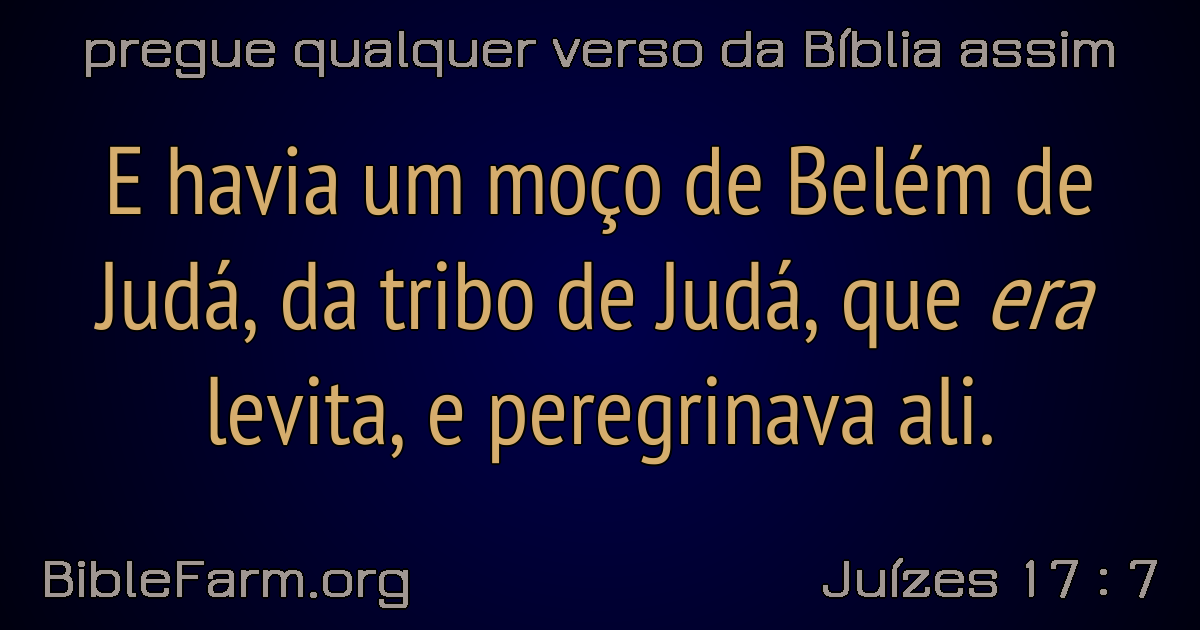 pregue qualquer verso da Bíblia assim
E havia um moço de Belém de
Judá, da tribo de Judá, que era
levita, e peregrinava ali.
BibleFarm.org
Juízes 17 : 7